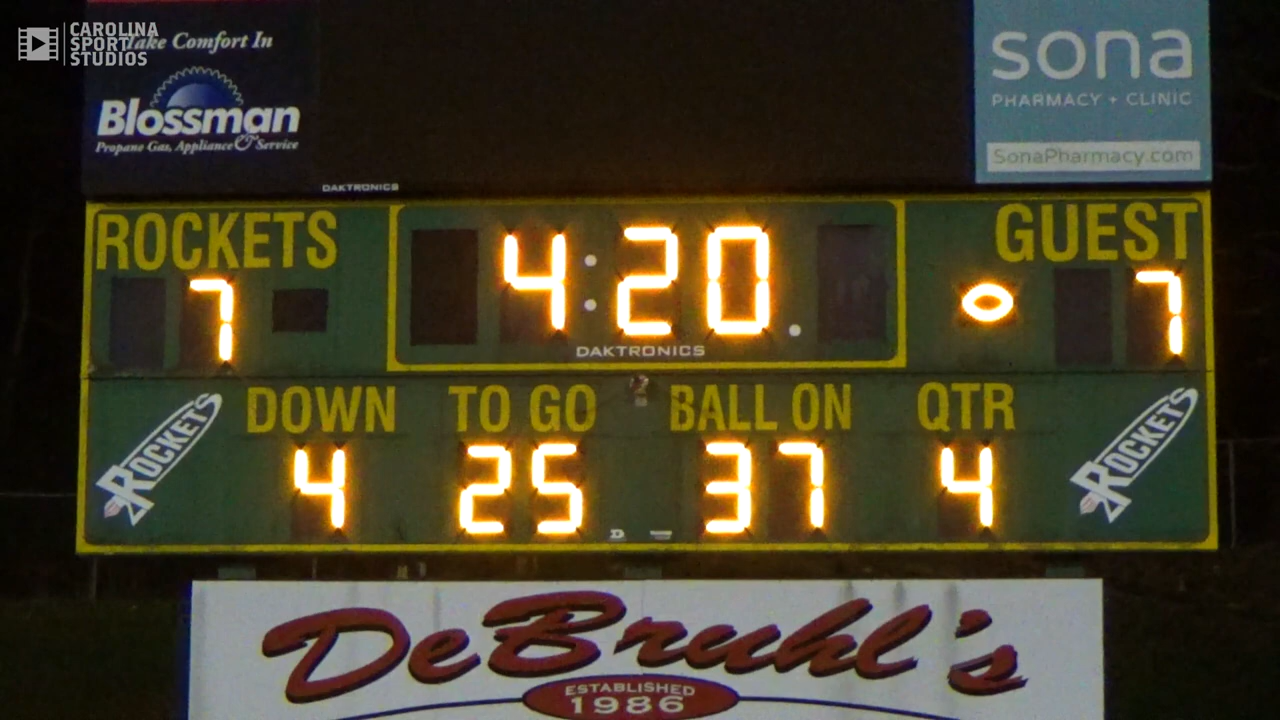 CAROLINA
SPORT
STUDIOS
Take Comfort In
Blossman
Propane Gas, Appliance & Service
sona
PHARMACY + CLINIC
SonaPharmacy.com
DAKTRONICS
ROCKETS
4:20.
GUEST
7
7
DAKTRONICS
DOWN TO GO BALL ON QTR
4 25 37 4
ROCKETS
ROCKETS
DeBruhl's
ESTABLISHED
1986